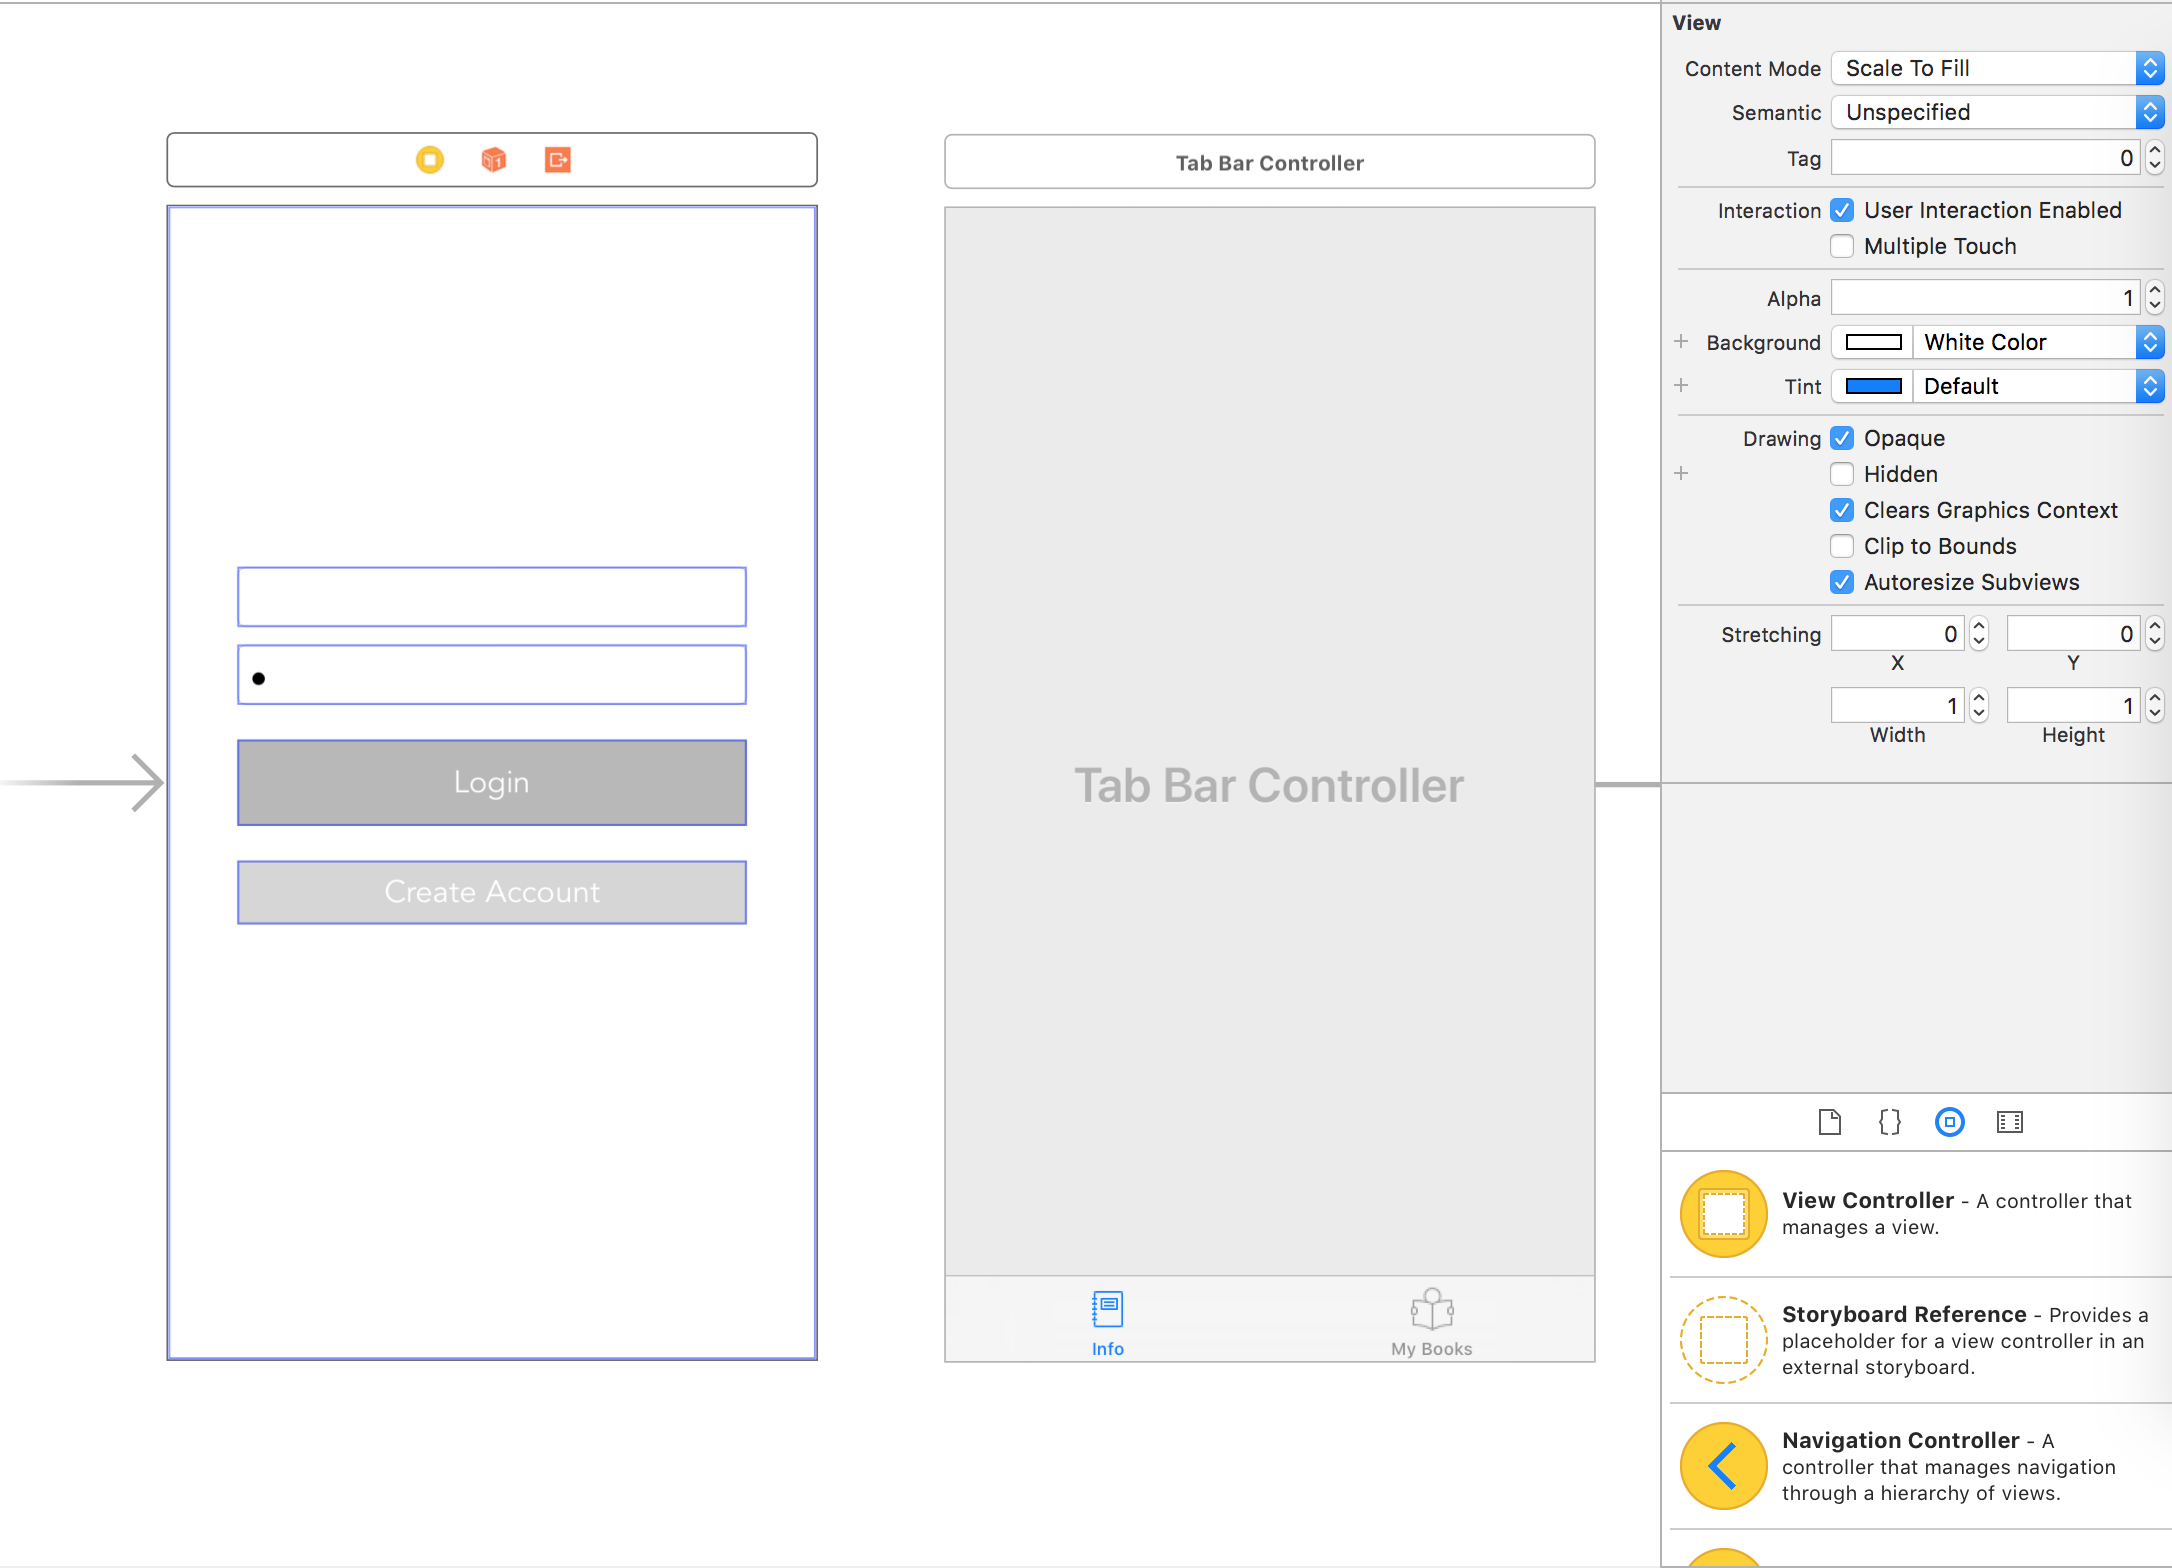 Tab Bar Controller
Login
Create Account
Tab Bar Controller
Info
My Books
View
Content Mode Scale To Fill
Semantic Unspecified
Tag 0
Interaction User Interaction Enabled
Multiple Touch
Alpha 1
+ Background White Color
+ Tint Default
Drawing Opaque
+ Hidden
Clears Graphics Context
Clip to Bounds
Autoresize Subviews
Stretching 0 0
X Y
1 1
Width Height
View Controller - A controller that
manages a view.
Storyboard Reference - Provides a
placeholder for a view controller in an
external storyboard.
Navigation Controller - A
controller that manages navigation
through a hierarchy of views.